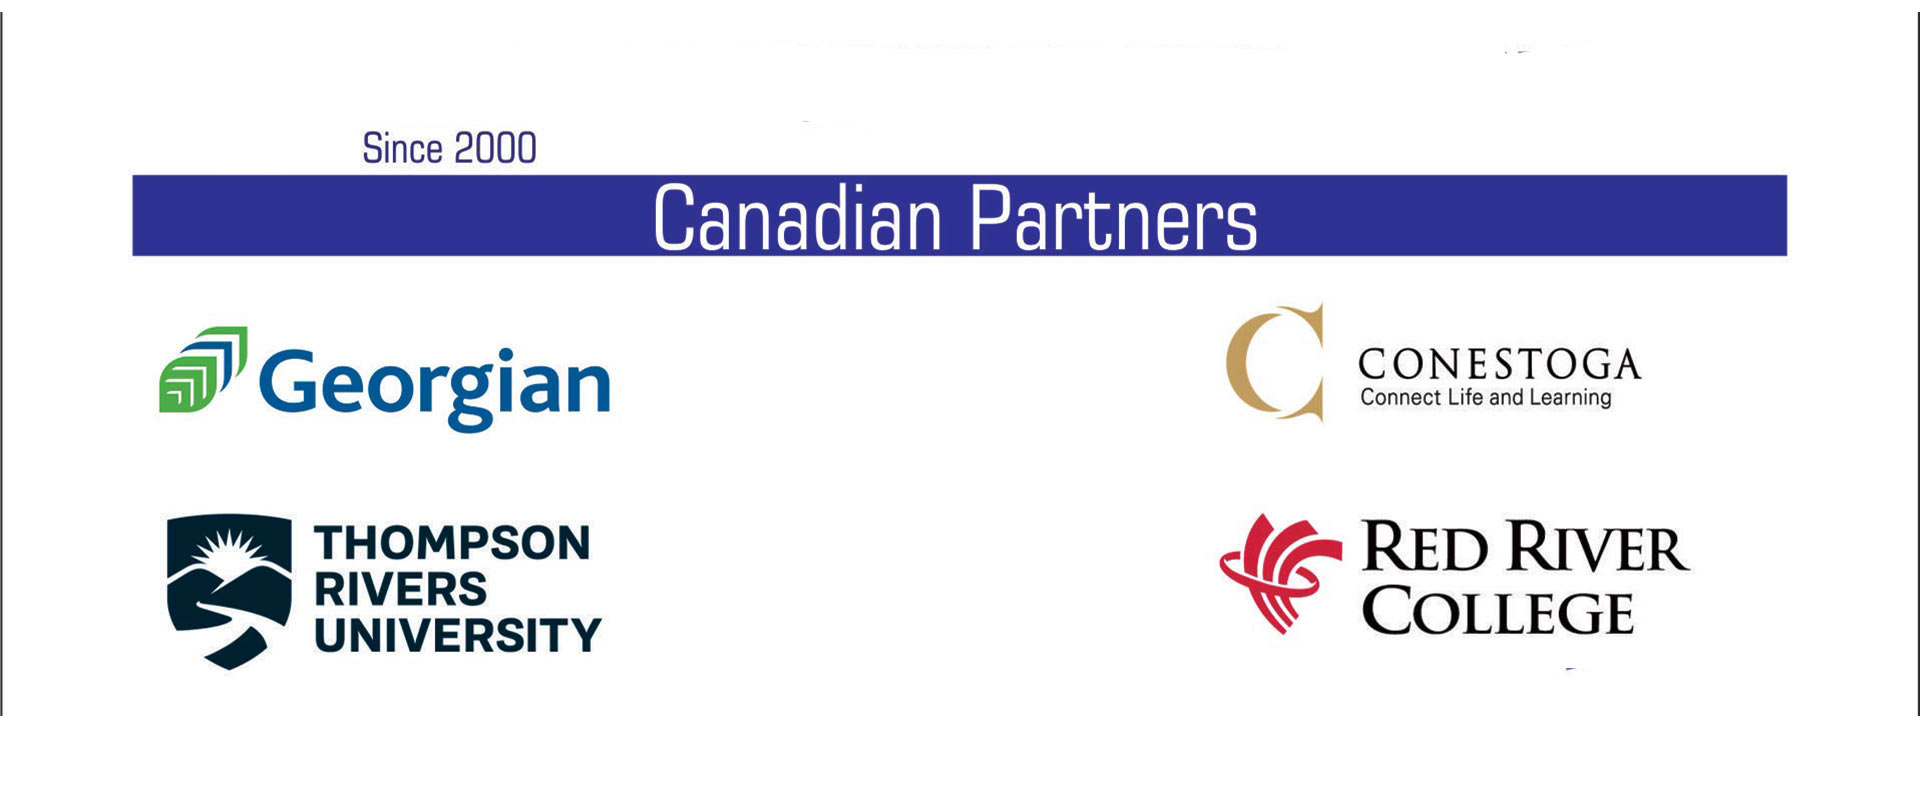 Since 2000
Canadian Partners
Georgian
CONESTOGA
Connect Life and Learning
THOMPSON
RIVERS
UNIVERSITY
RED RIVER
COLLEGE